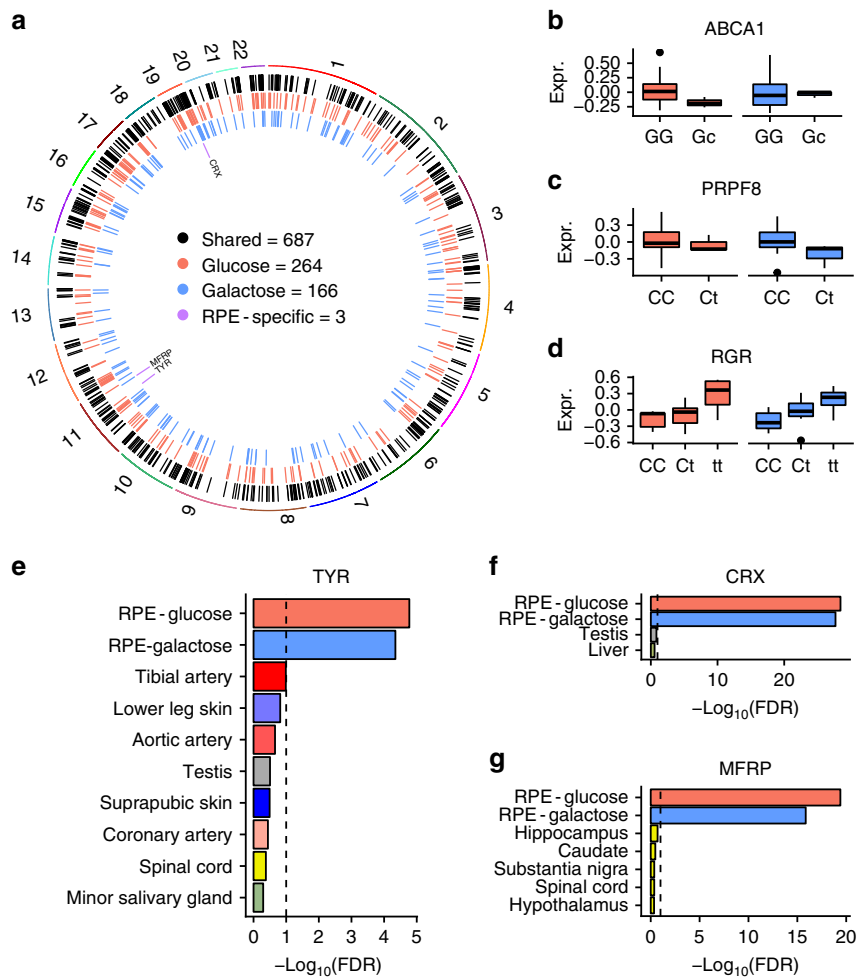 a
1
2
3
4
5
6
7
8
9
10
11
12
13
14
15
16
17
18
19
20
21
22
CRX
MFRP
TYR
Shared = 687
Glucose = 264
Galactose = 166
RPE-specific = 3
b
ABCA1
Expr.
0.50
0.00
−0.25
GG Gc GG Gc
c
PRPF8
Expr.
0.3
0.0
−0.3
CC Ct CC Ct
d
RGR
Expr.
0.6
0.3
−0.3
−0.6
CC Ct tt CC Ct tt
e
TYR
RPE-glucose
RPE-galactose
Tibial artery
Lower leg skin
Aortic artery
Testis
Suprapubic skin
Coronary artery
Spinal cord
Minor salivary gland
0 1 2 3 4 5
−Log10(FDR)
f
CRX
RPE-glucose
RPE-galactose
Testis
Liver
0 10 20
−Log10(FDR)
g
MFRP
RPE-glucose
RPE-galactose
Hippocampus
Caudate
Substantia nigra
Spinal cord
Hypothalamus
0 5 10 15 20
−Log10(FDR)